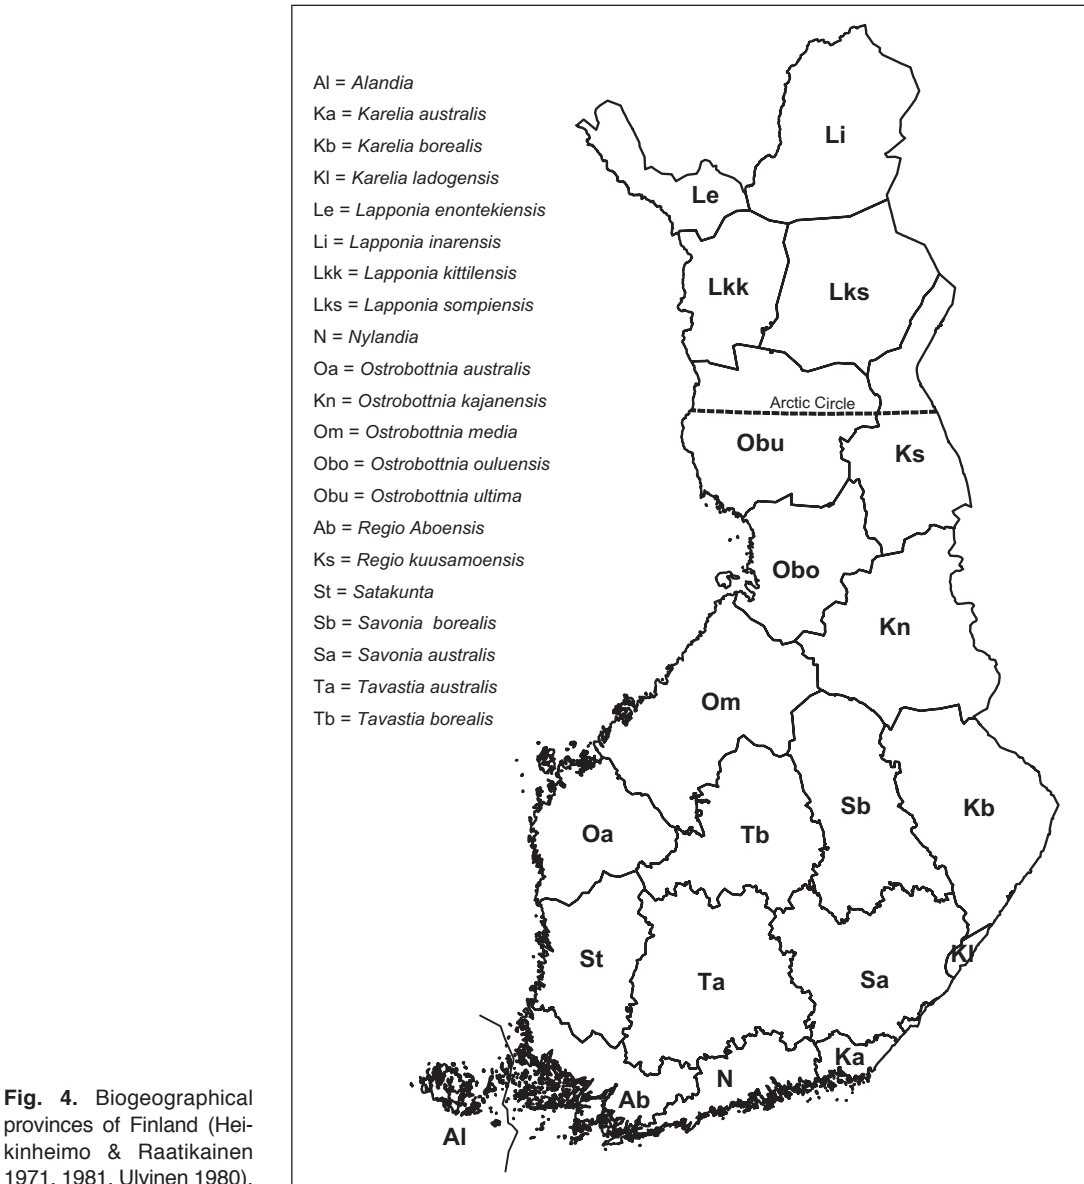 Al = Alandia
Ka = Karelia australis
Kb = Karelia borealis
Kl = Karelia ladogensis
Le = Lapponia enontekiensis
Li = Lapponia inarensis
Lkk = Lapponia kittilensis
Lks = Lapponia sompiensis
N = Nylandia
Oa = Ostrobottnia australis
Kn = Ostrobottnia kajanensis
Om = Ostrobottnia media
Obo = Ostrobottnia ouluensis
Obu = Ostrobottnia ultima
Ab = Regio Aboensis
Ks = Regio kuusamoensis
St = Satakunta
Sb = Savonia borealis
Sa = Savonia australis
Ta = Tavastia australis
Tb = Tavastia borealis
Li
Le
Lkk
Lks
Arctic Circle
Obu
Ks
Obo
Kn
Om
Oa
Tb
Sb
Kb
St
Ta
Sa
Kl
Ka
N
Ab
Al
Fig. 4. Biogeographical
provinces of Finland (Hei-
kinheimo & Raatikainen
1971, 1981, Ulvinen 1980).